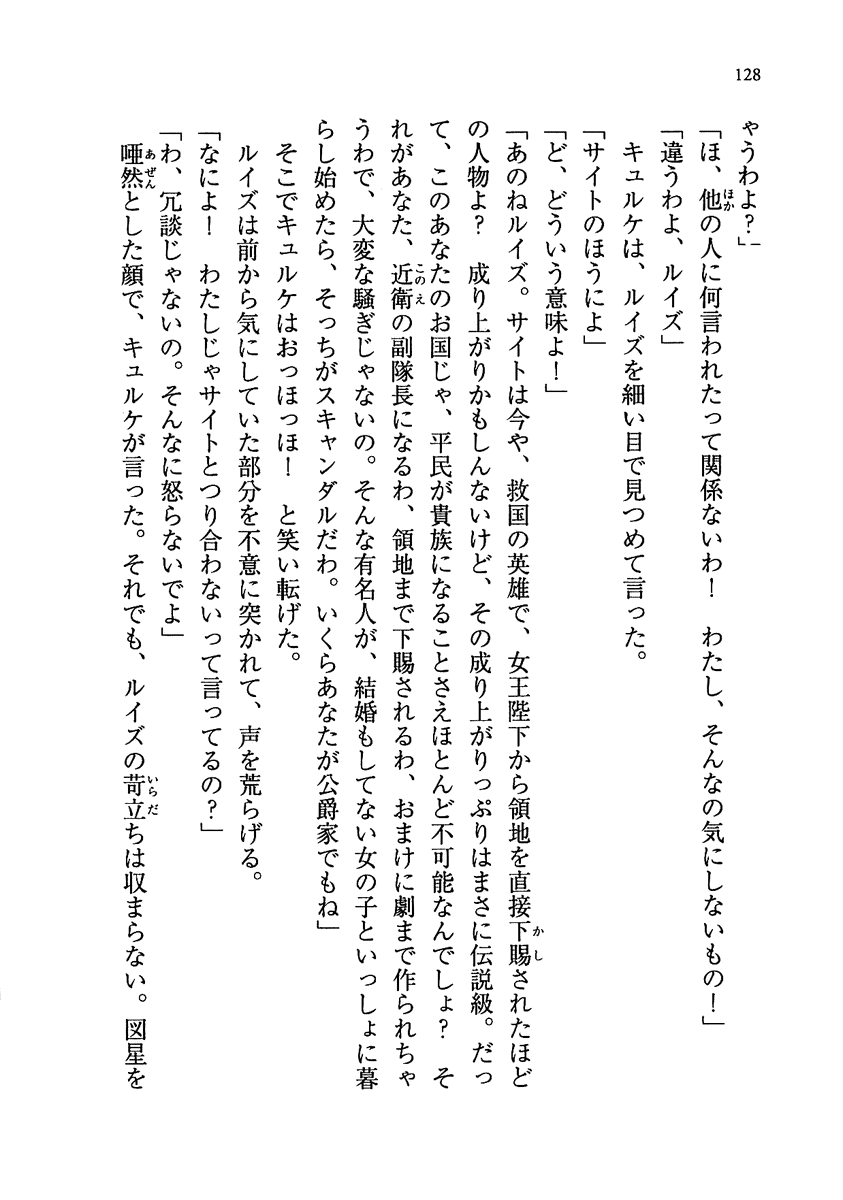 128
ゃうわよ?」
「ほ、他の人に何言われたって関係ないわ！　わたし、そんなの気にしないもの！」
「違うわよ、ルイズ」
　キュルケは、ルイズを細い目で見つめて言った。
「サイトのほうによ」
「ど、どういう意味よ！」
「あのねルイズ。サイトは今や、救国の英雄で、女王陛下から領地を直接下賜されたほど
の人物よ？　成り上がりかもしんないけど、その成り上がりっぷりはまさに伝説級。だっ
て、このあなたのお国じゃ、平民が貴族になることさえほとんど不可能なんでしょ？　そ
れがあなた、近衛の副隊長になるわ、領地まで下賜されるわ、おまけに劇まで作られちゃ
うわで、大変な騒ぎじゃないの。そんな有名人が、結婚もしてない女の子といっしょに暮
らし始めたら、そっちがスキャンダルだわ。いくらあなたが公爵家でもね」
　そこでキュルケはおっほっほ！　と笑い転げた。
　ルイズは前から気にしていた部分を不意に突かれて、声を荒らげる。
「なによ！　わたしじゃサイトとつり合わないって言ってるの？」
「わ、冗談じゃないの。そんなに怒らないでよ」
　唖然とした顔で、キュルケが言った。それでも、ルイズの苛立ちは収まらない。図星を